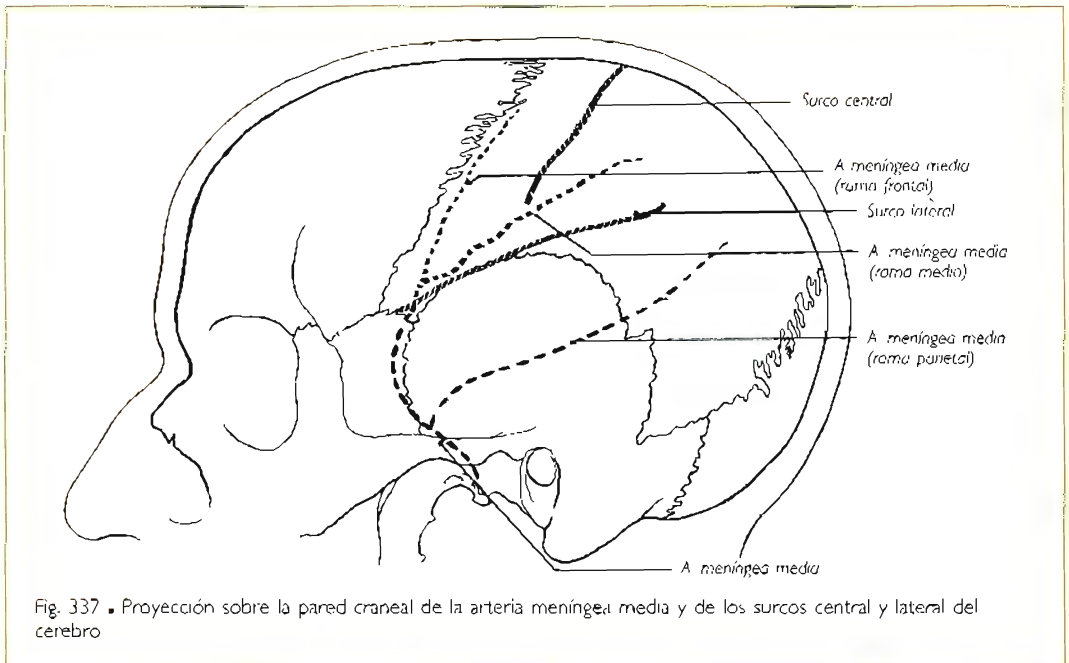 Surco central
A meníngea media
(rama frontal)
Surco lateral
A meníngea media
(rama media)
A meníngea media
(rama parietal)
A meníngea media
Fig. 337 . Proyección sobre la pared craneal de la arteria meníngea media y de los surcos central y lateral del
cerebro